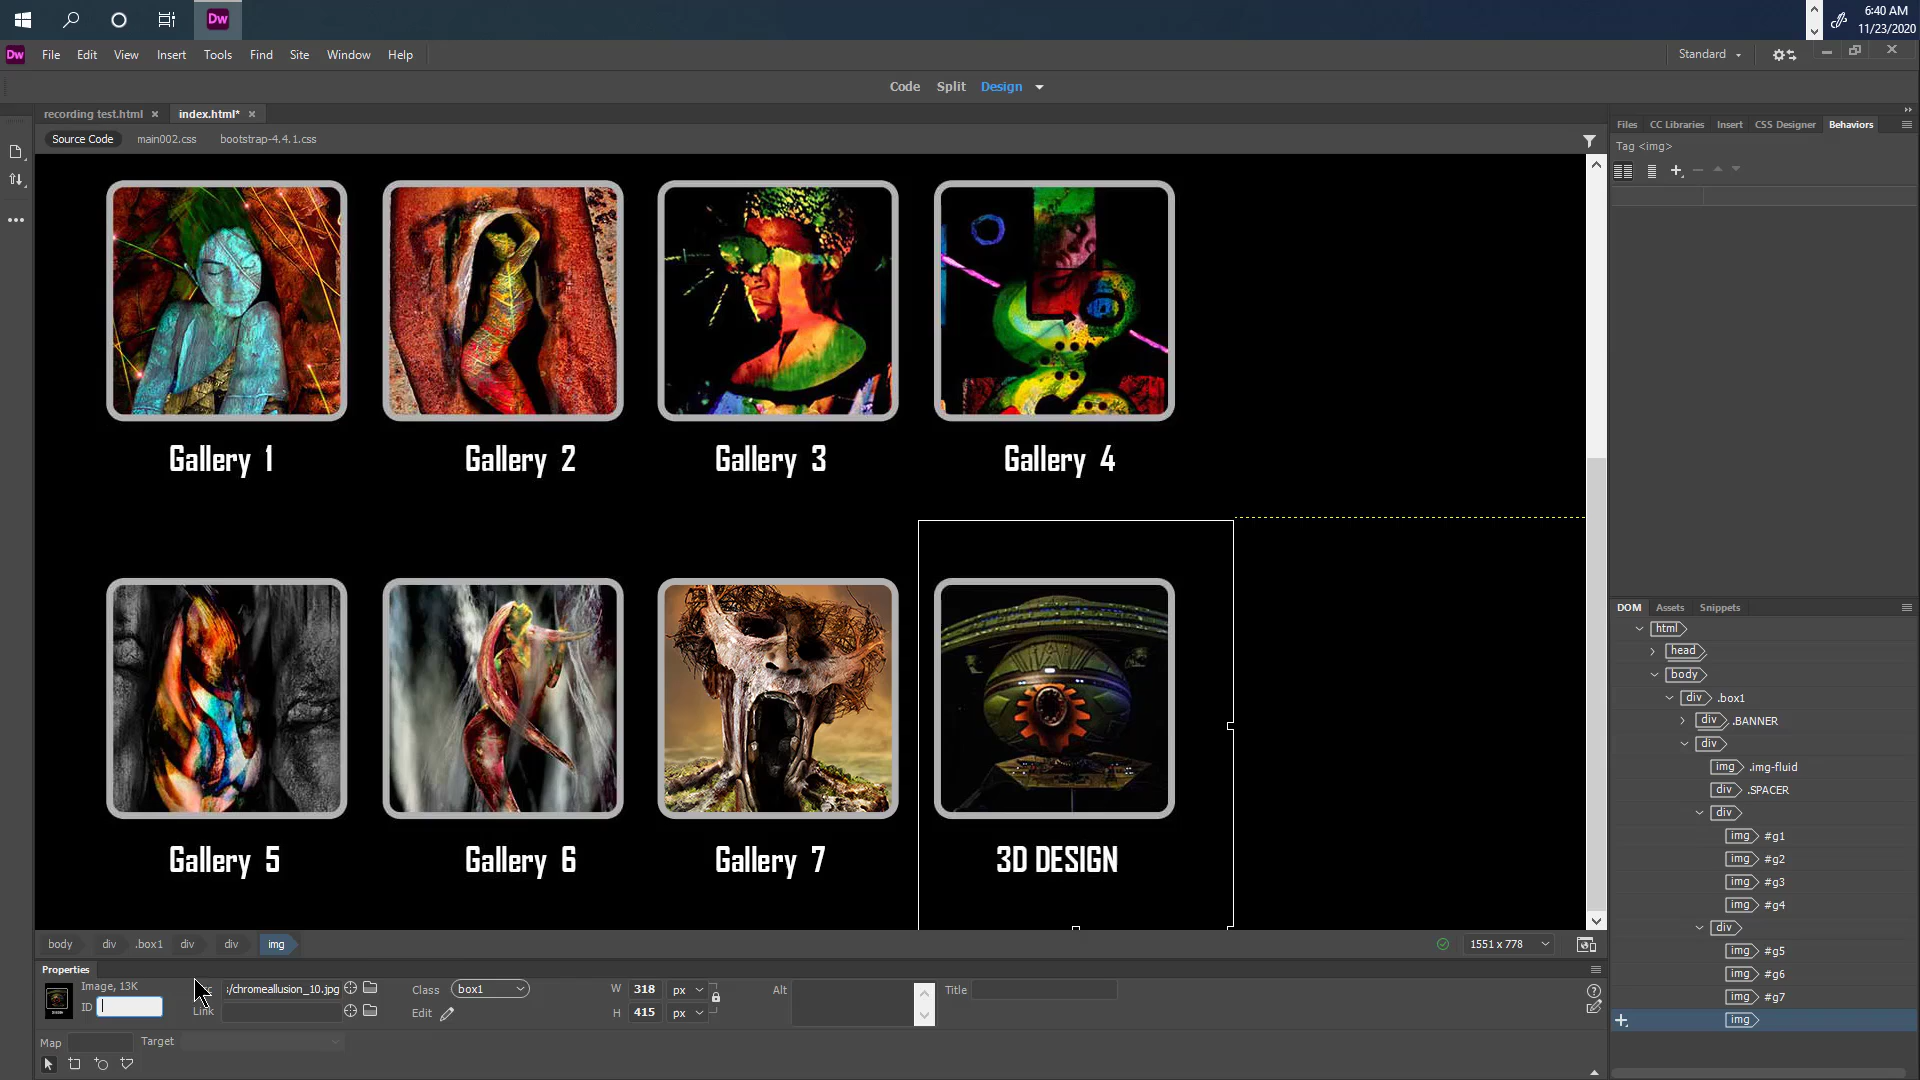 Dw
6:40 AM
11/23/2020
Dw File Edit View Insert Tools Find Site Window Help
Standard
Code Split Design
recording test.html × index.html* ×
Source Code main002.css bootstrap-4.4.1.css
Files CC Libraries Insert CSS Designer Behaviors
Tag <img>
Gallery 1 Gallery 2 Gallery 3 Gallery 4
Gallery 5 Gallery 6 Gallery 7 3D DESIGN
DOM Assets Snippets
html
head
body
div .box1
div .BANNER
div
img .img-fluid
div .SPACER
div
img #g1
img #g2
img #g3
img #g4
div
img #g5
img #g6
img #g7
img
body div .box1 div div img
1551 x 778
Properties
Image, 13K
:/chromeallusion_10.jpg
Class box1
W 318 px
Alt
Title
ID
Link
Edit
H 415 px
Map
Target